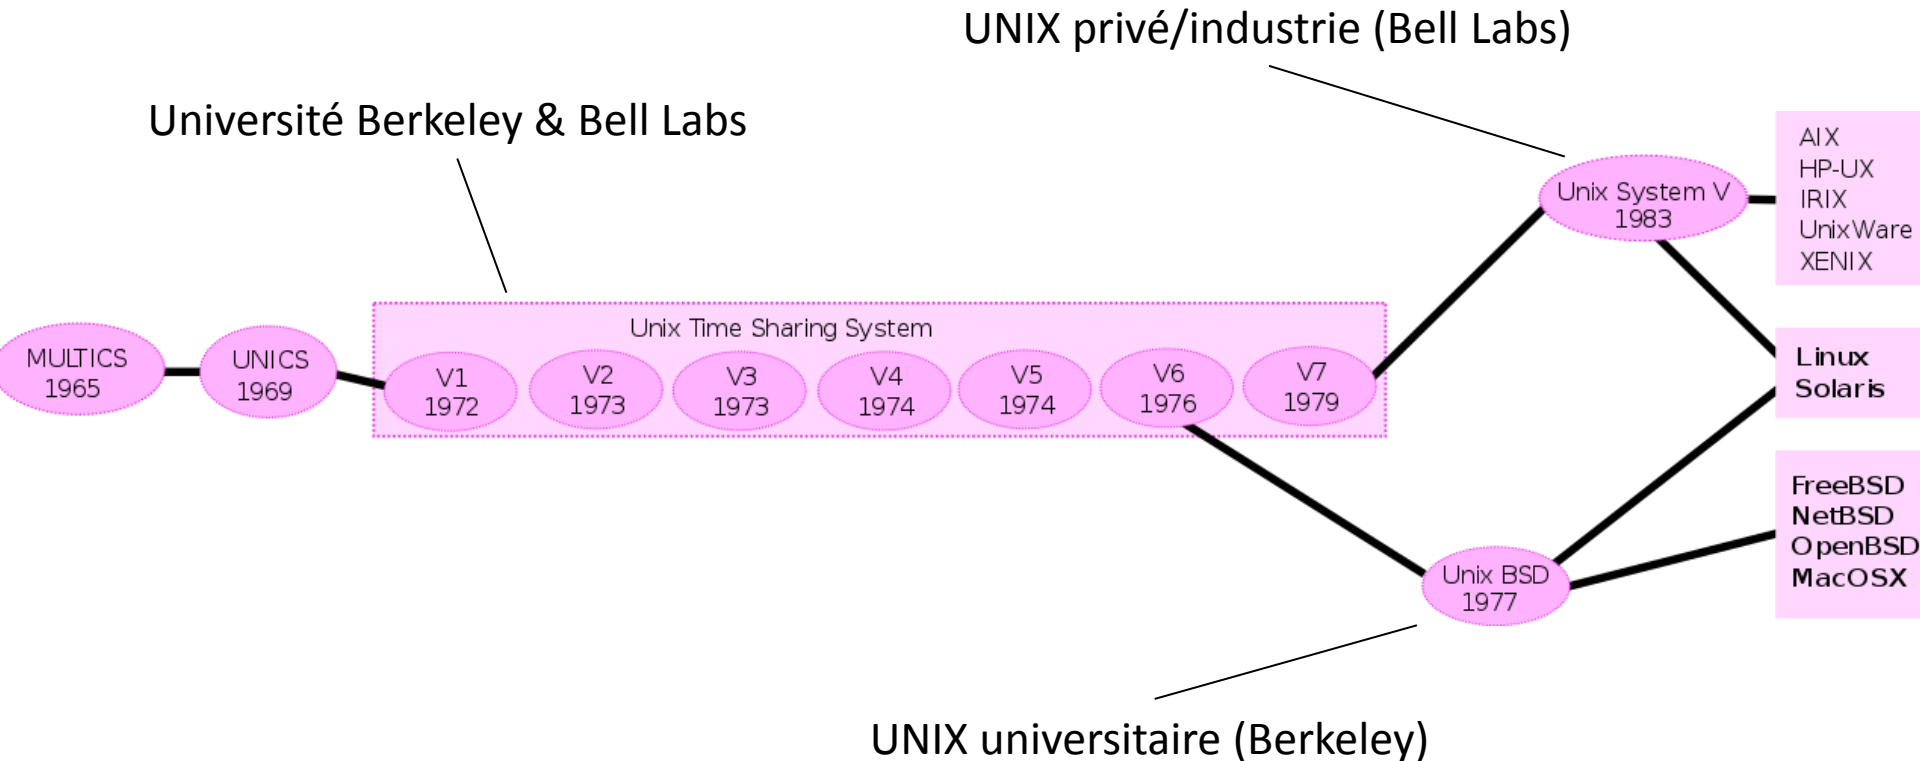 UNIX privé/industrie (Bell Labs)
Université Berkeley & Bell Labs
Unix System V
1983
AIX
HP-UX
IRIX
UnixWare
XENIX
Unix Time Sharing System
MULTICS
1965
UNICS
1969
V1
1972
V2
1973
V3
1973
V4
1974
V5
1974
V6
1976
V7
1979
Linux
Solaris
FreeBSD
NetBSD
OpenBSD
MacOSX
Unix BSD
1977
UNIX universitaire (Berkeley)